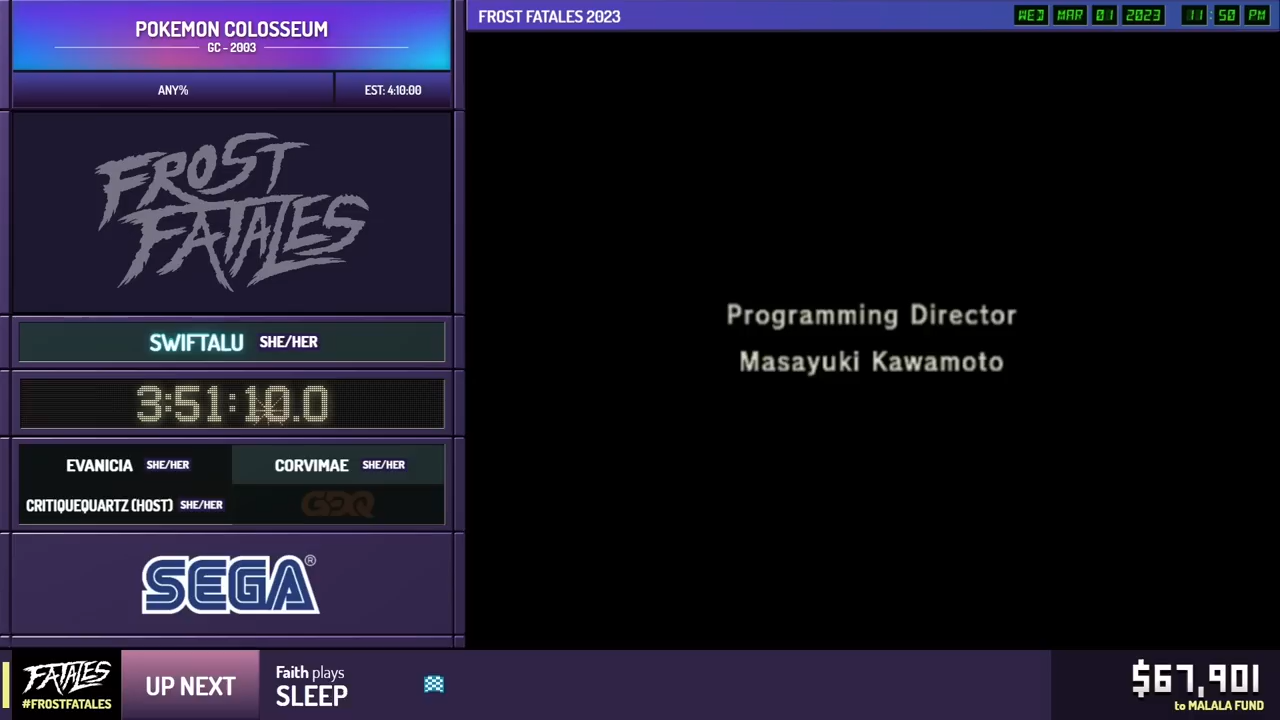 POKEMON COLOSSEUM
GC - 2003
ANY%
EST: 4:10:00
FROST FATALES 2023
WED MAR 01 2023 11:50 PM
FROST
FATALES
SWIFTALU SHE/HER
3:51:10.0
EVANICIA SHE/HER
CORVIMAE SHE/HER
CRITIQUEQUARTZ (HOST) SHE/HER
GDQ
SEGA®
Programming Director
Masayuki Kawamoto
FATALES
#FROSTFATALES
UP NEXT
Faith plays
SLEEP
$67,901
to MALALA FUND